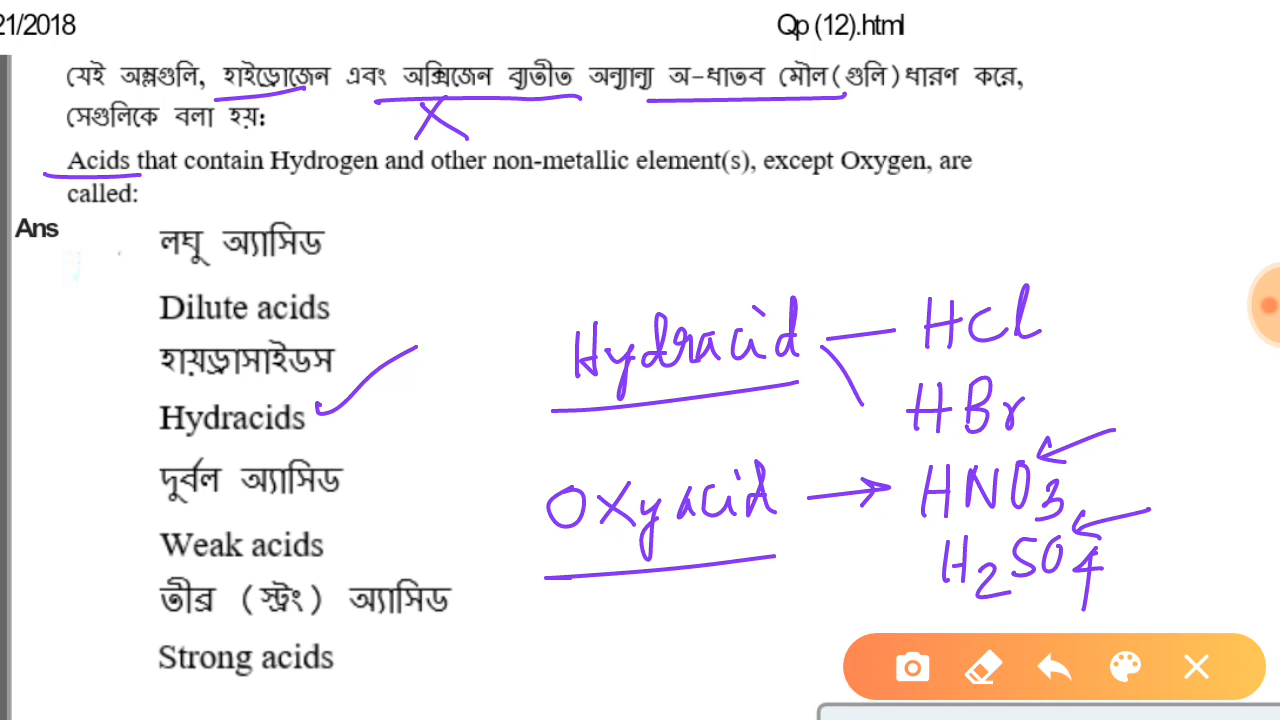 21/2018 Qp (12).html
যেই অম্লগুলি, হাইড্রোজেন এবং অক্সিজেন ব্যতীত অন্যান্য অ-ধাতব মৌল(গুলি)ধারণ করে,
সেগুলিকে বলা হয়:
Acids that contain Hydrogen and other non-metallic element(s), except Oxygen, are
called:
Ans
লঘু অ্যাসিড
Dilute acids
হায়ড্রাসাইডস
Hydracids
দুর্বল অ্যাসিড
Weak acids
তীব্র (স্ট্রং) অ্যাসিড
Strong acids
Hydracid HCl
HBr
Oxyacid → HNO3
H2SO4